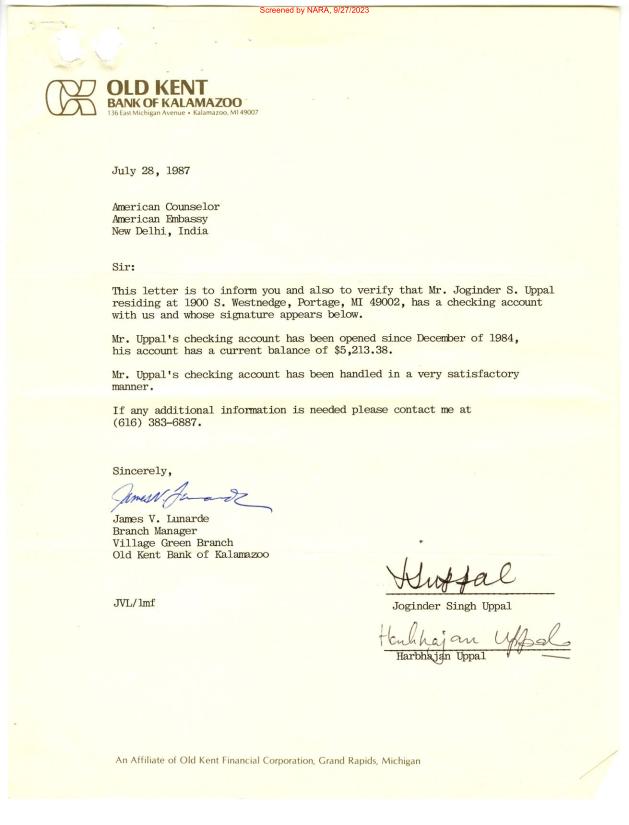 Screened by NARA, 9/27/2023
OLD KENT
BANK OF KALAMAZOO
136 East Michigan Avenue • Kalamazoo, MI 49007
July 28, 1987
American Counselor
American Embassy
New Delhi, India
Sir:
This letter is to inform you and also to verify that Mr. Joginder S. Uppal
residing at 1900 S. Westnedge, Portage, MI 49002, has a checking account
with us and whose signature appears below.
Mr. Uppal's checking account has been opened since December of 1984,
his account has a current balance of $5,213.38.
Mr. Uppal's checking account has been handled in a very satisfactory
manner.
If any additional information is needed please contact me at
(616) 383-6887.
Sincerely,
James V. Lunarde
James V. Lunarde
Branch Manager
Village Green Branch
Old Kent Bank of Kalamazoo
JSuppal
Joginder Singh Uppal
Harbhajan Uppal
Harbhajan Uppal
JVL/lmf
An Affiliate of Old Kent Financial Corporation, Grand Rapids, Michigan